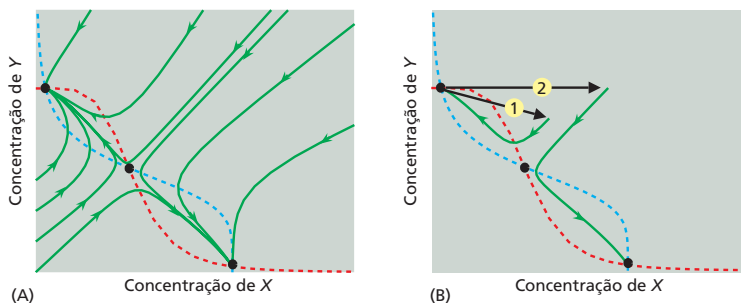 Concentração de Y
Concentração de X
(A)
Concentração de Y
2
1
Concentração de X
(B)